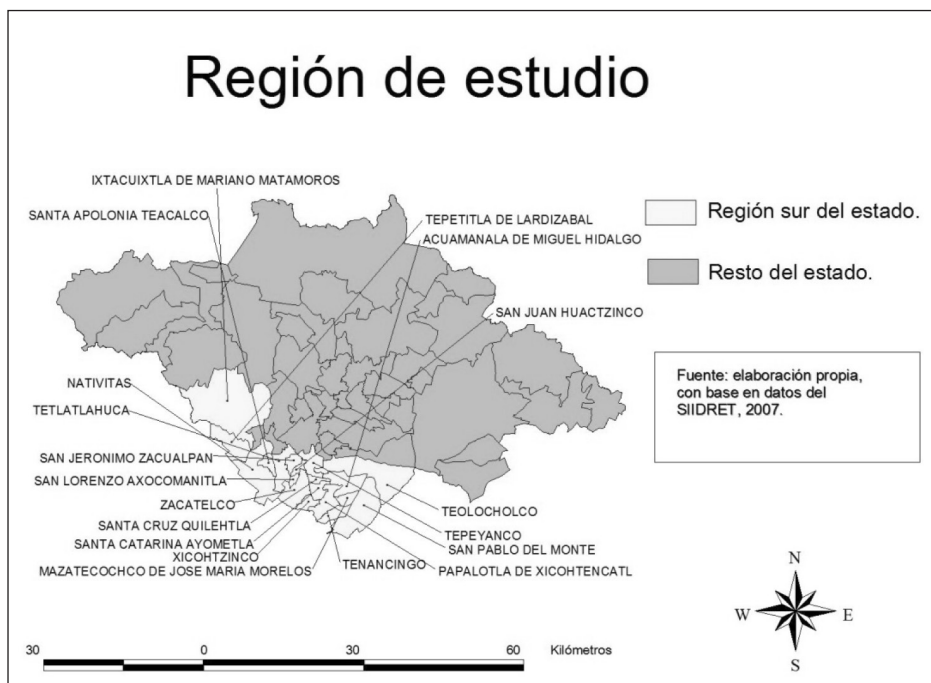 Región de estudio
IXTACUIXTLA DE MARIANO MATAMOROS
SANTA APOLONIA TEACALCO
TEPETITLA DE LARDIZABAL
ACUAMANALA DE MIGUEL HIDALGO
Región sur del estado.
Resto del estado.
SAN JUAN HUACTZINCO
NATIVITAS
TETLATLAHUCA
Fuente: elaboración propia,
con base en datos del
SIIDRET, 2007.
SAN JERONIMO ZACUALPAN
SAN LORENZO AXOCOMANITLA
ZACATELCO
SANTA CRUZ QUILEHTLA
SANTA CATARINA AYOMETLA
XICOHTZINCO
MAZATECOCHCO DE JOSE MARIA MORELOS
TENANCINGO
TEOLOCHOLCO
TEPEYANCO
SAN PABLO DEL MONTE
PAPALOTLA DE XICOHTENCATL
N
W
E
S
30 0 30 60 Kilómetros